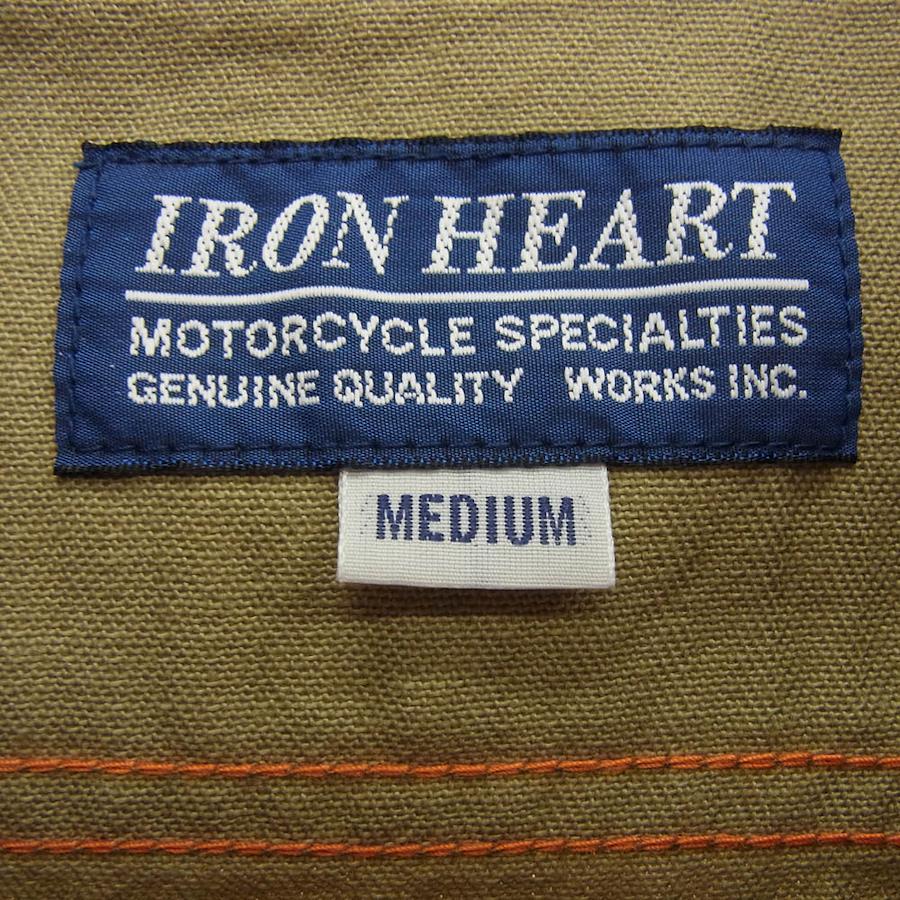 IRON HEART
MOTORCYCLE SPECIALTIES
GENUINE QUALITY WORKS INC.
MEDIUM